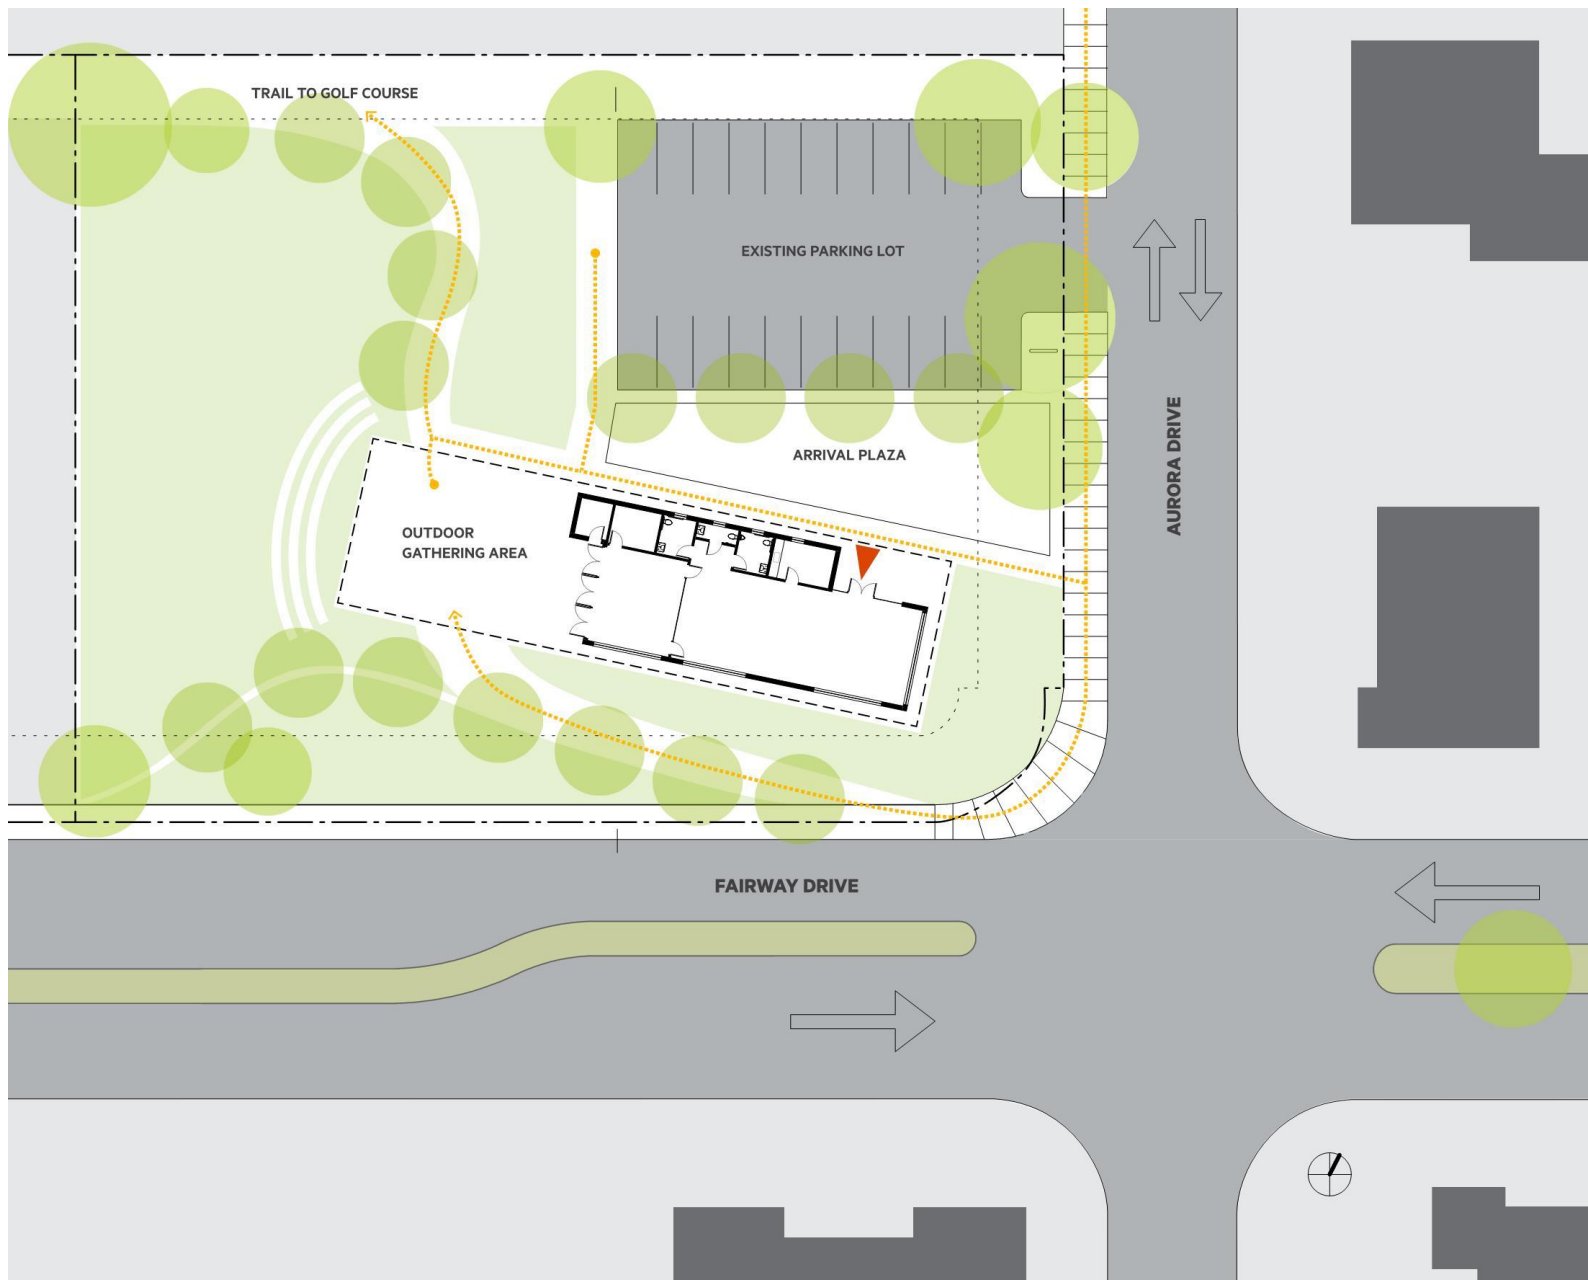 TRAIL TO GOLF COURSE
EXISTING PARKING LOT
ARRIVAL PLAZA
AURORA DRIVE
OUTDOOR
GATHERING AREA
FAIRWAY DRIVE